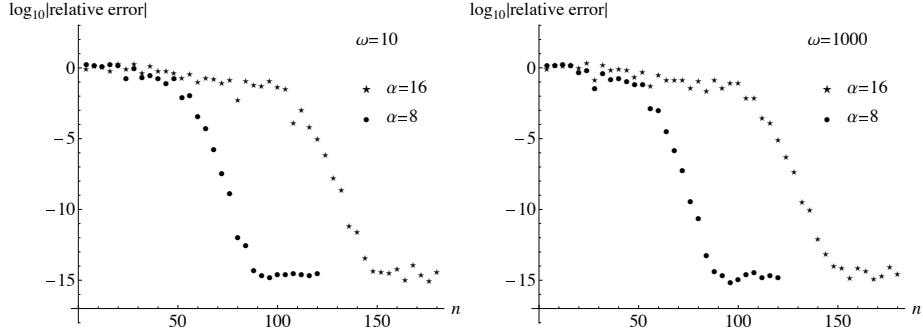 log₁₀|relative error|
ω=10
★ α=16
● α=8
0
−5
−10
−15
50
100
150
n
log₁₀|relative error|
ω=1000
★ α=16
● α=8
0
−5
−10
−15
50
100
150
n